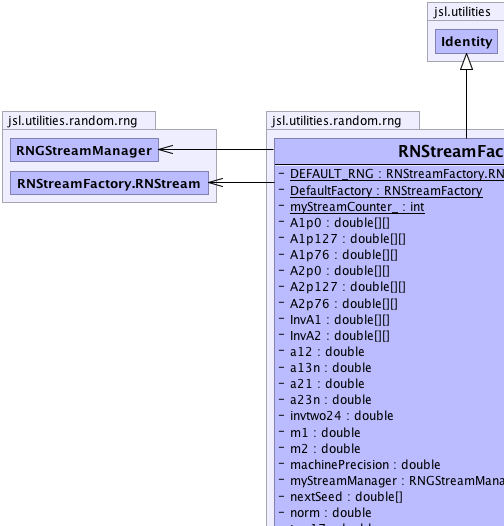 jsl.utilities
Identity
jsl.utilities.random.rng
RNGStreamManager
RNStreamFactory.RNStream
jsl.utilities.random.rng
RNStreamFac
− DEFAULT_RNG : RNStreamFactory.RN
− DefaultFactory : RNStreamFactory
− myStreamCounter_ : int
− A1p0 : double[][]
− A1p127 : double[][]
− A1p76 : double[][]
− A2p0 : double[][]
− A2p127 : double[][]
− A2p76 : double[][]
− InvA1 : double[][]
− InvA2 : double[][]
− a12 : double
− a13n : double
− a21 : double
− a23n : double
− invtwo24 : double
− m1 : double
− m2 : double
− machinePrecision : double
− myStreamManager : RNGStreamMana
− nextSeed : double[]
− norm : double